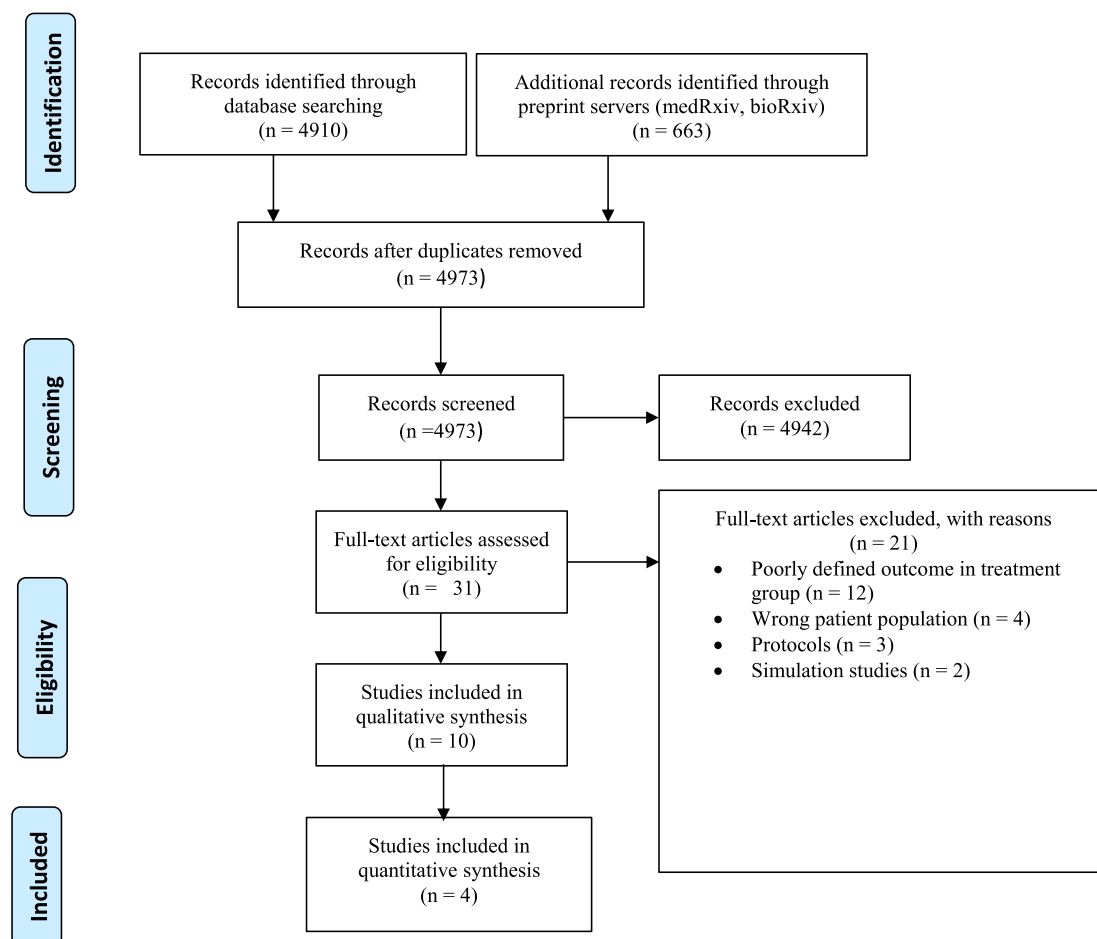 Identification
Records identified through
database searching
(n = 4910)
Additional records identified through
preprint servers (medRxiv, bioRxiv)
(n = 663)
Records after duplicates removed
(n = 4973)
Screening
Records screened
(n =4973)
Records excluded
(n = 4942)
Full-text articles assessed
for eligibility
(n = 31)
Full-text articles excluded, with reasons
(n = 21)
• Poorly defined outcome in treatment
group (n = 12)
• Wrong patient population (n = 4)
• Protocols (n = 3)
• Simulation studies (n = 2)
Eligibility
Studies included in
qualitative synthesis
(n = 10)
Included
Studies included in
quantitative synthesis
(n = 4)